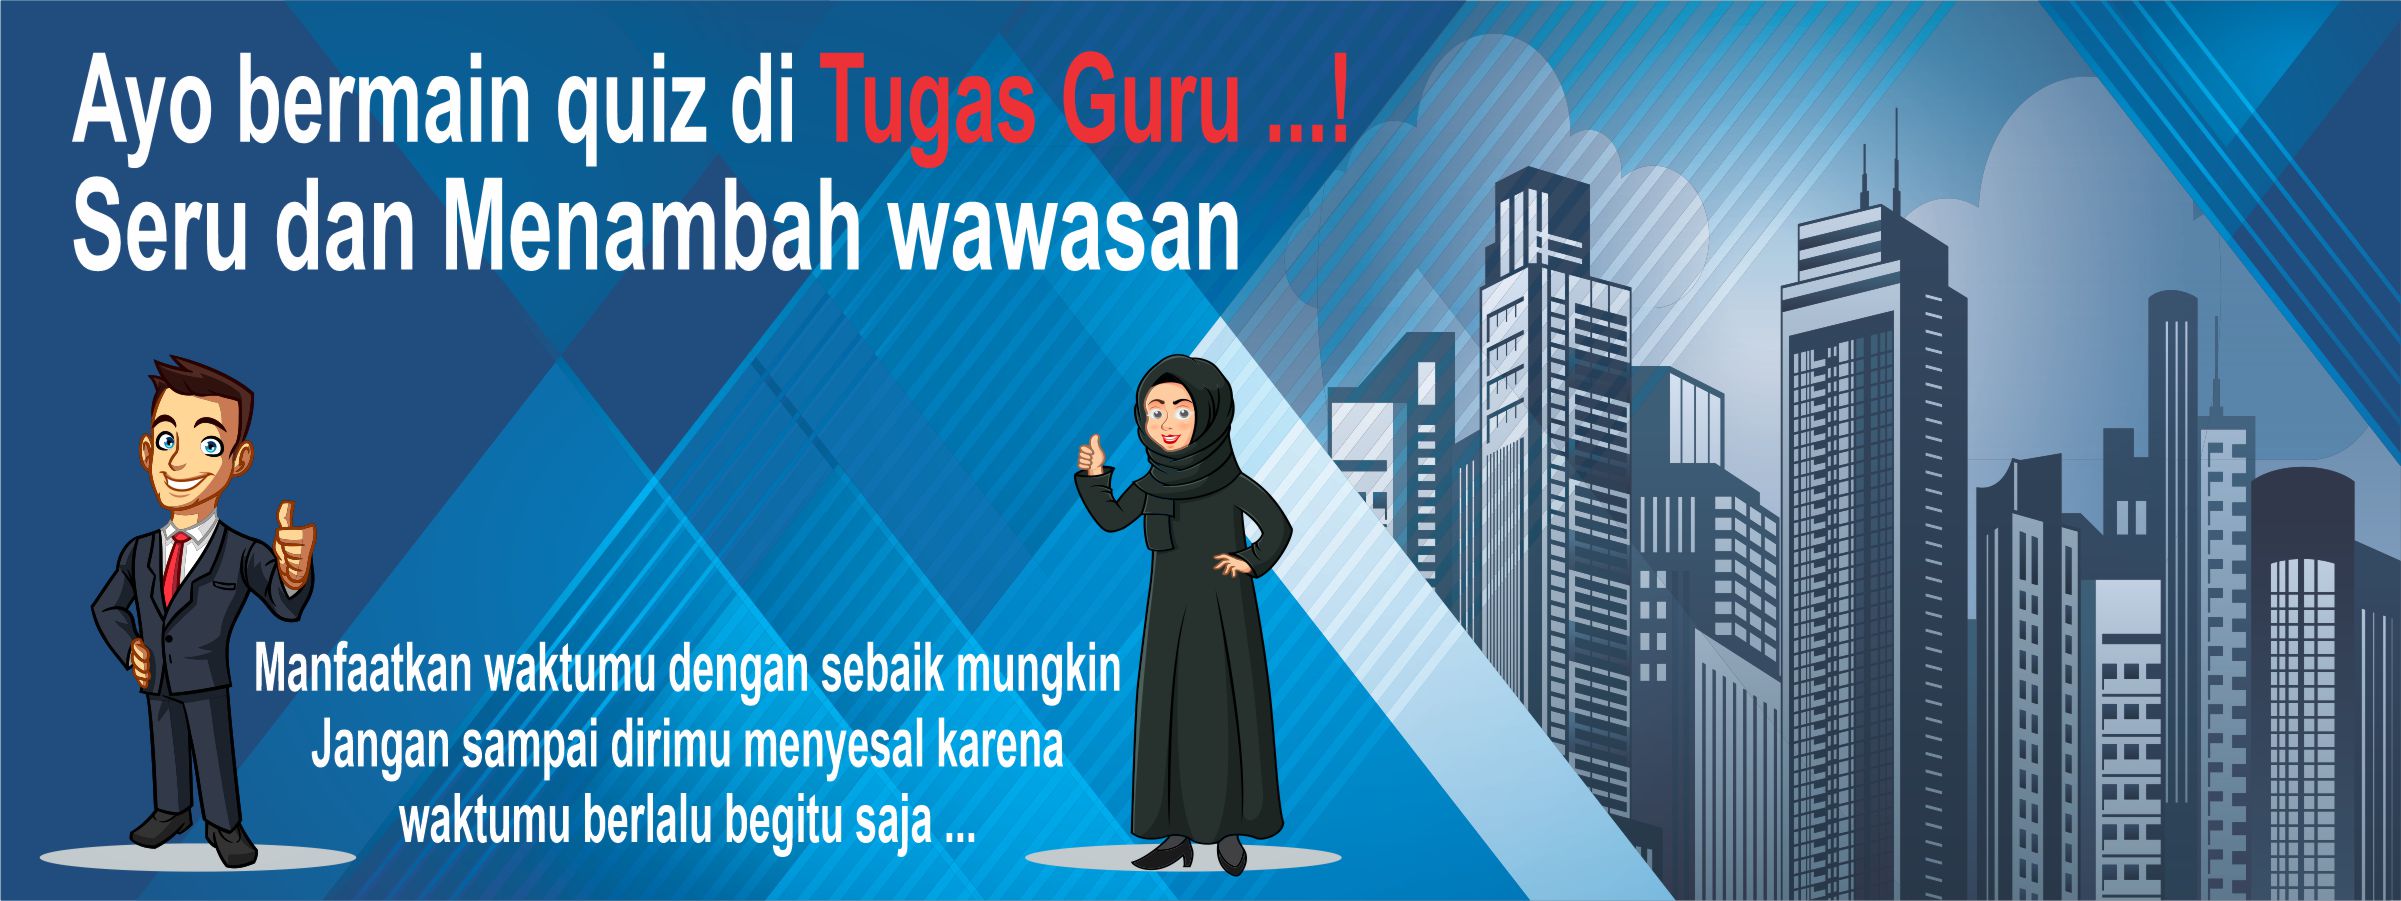 Ayo bermain quiz di Tugas Guru ...!
Seru dan Menambah wawasan
Manfaatkan waktumu dengan sebaik mungkin
Jangan sampai dirimu menyesal karena
waktumu berlalu begitu saja ...